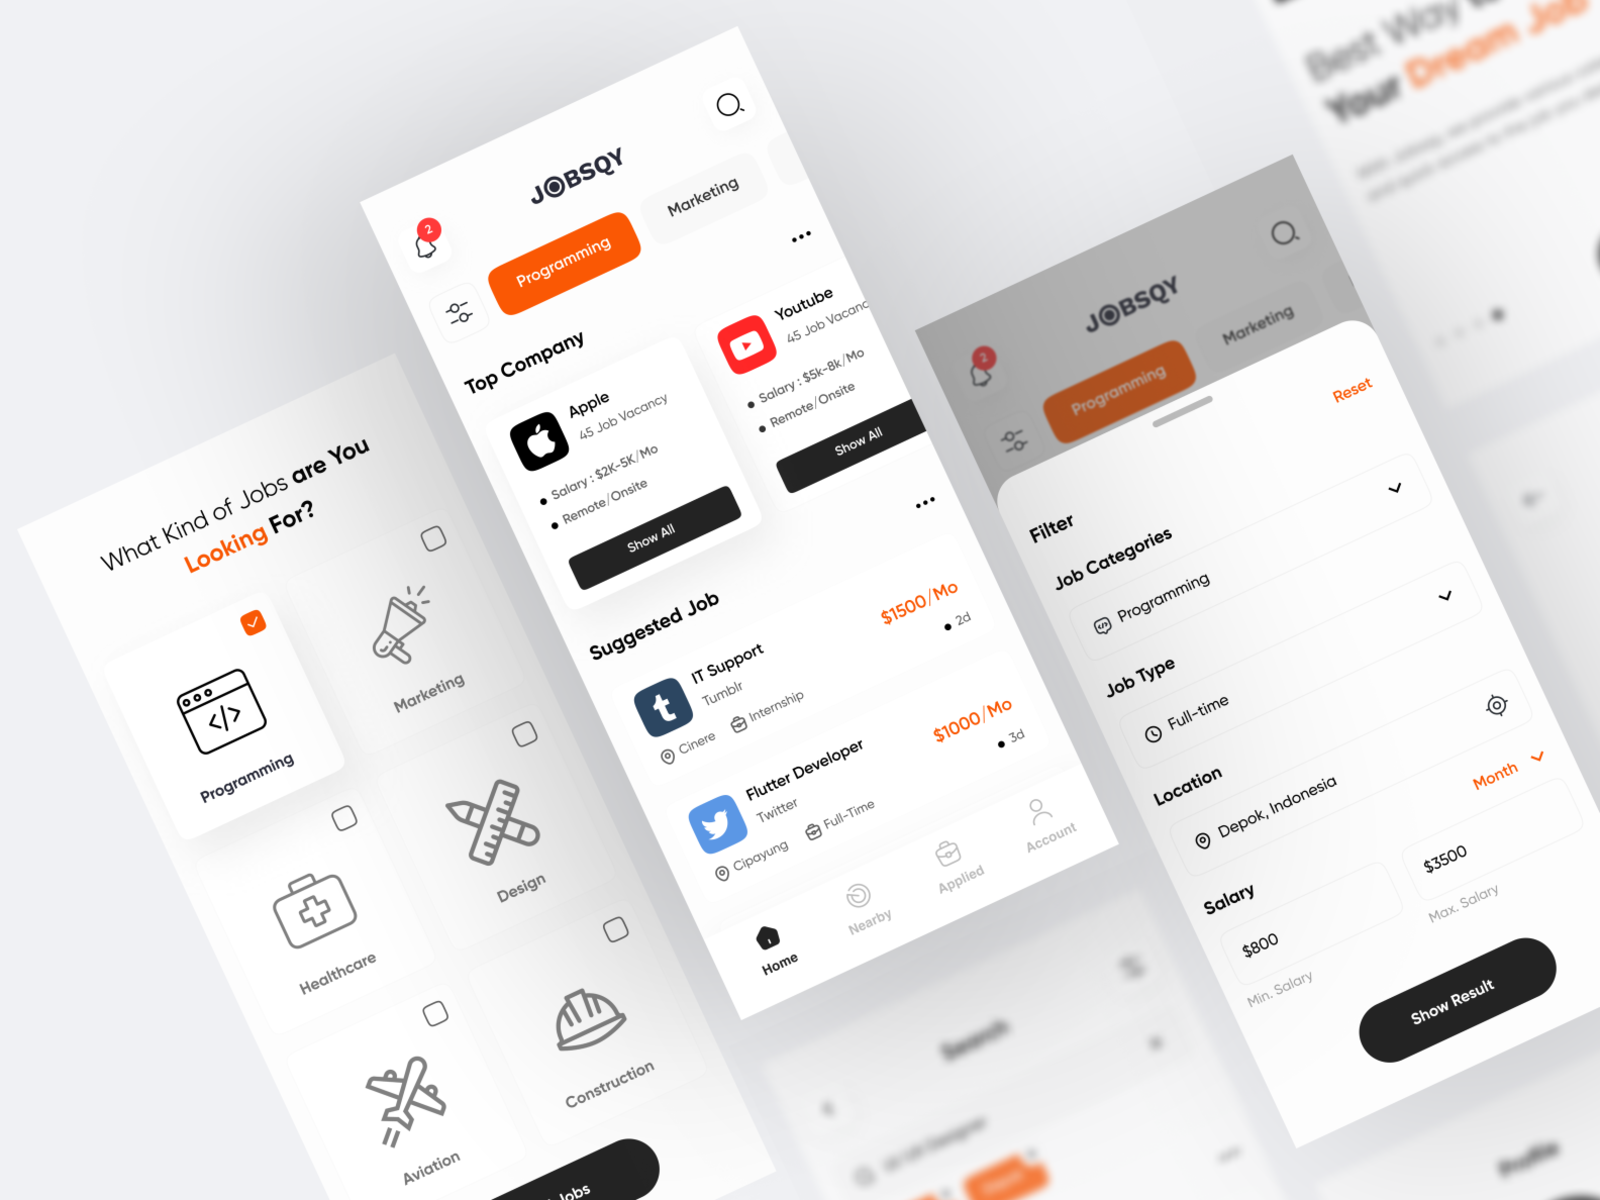 What Kind of Jobs are You
Looking For?
Programming
Marketing
Healthcare
Design
Aviation
Construction
Jobs
JOBSQY
2
Programming
Marketing
Top Company
Apple
45 Job Vacancy
Salary : $2K-5K/Mo
Remote/Onsite
Show All
Youtube
45 Job Vacanc
Salary : $5k-8k/Mo
Remote/Onsite
Show All
Suggested Job
IT Support
Tumblr
Cinere
Internship
$1500/Mo
2d
Flutter Developer
Twitter
Cipayung
Full-Time
$1000/Mo
3d
Home
Nearby
Applied
Account
JOBSQY
2
Programming
Marketing
Reset
Filter
Job Categories
Programming
Job Type
Full-time
Location
Depok, Indonesia
Salary
Month
$800
Min. Salary
$3500
Max. Salary
Show Result
Best Way
Your Dream Job
Search
UI/UX Designer
Profile